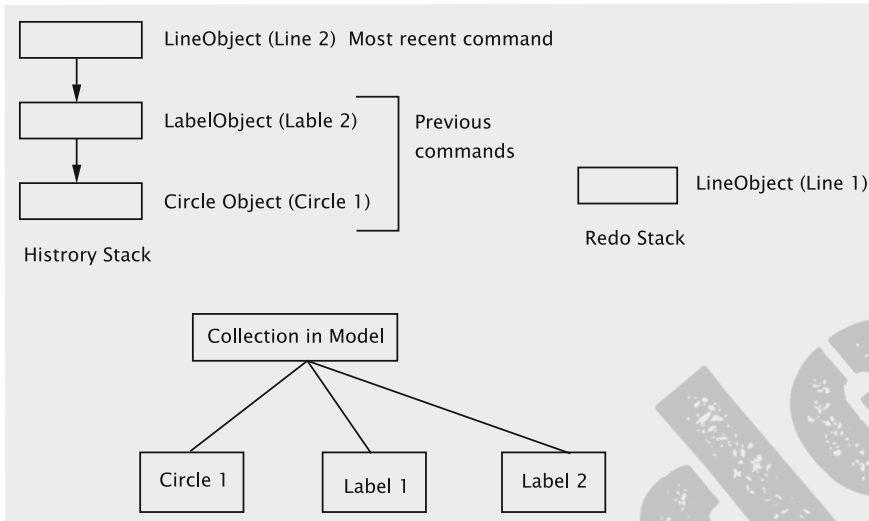 LineObject (Line 2)  Most recent command
LabelObject (Lable 2)
Previous
commands
Circle Object (Circle 1)
LineObject (Line 1)
Histrory Stack
Redo Stack
Collection in Model
Circle 1
Label 1
Label 2